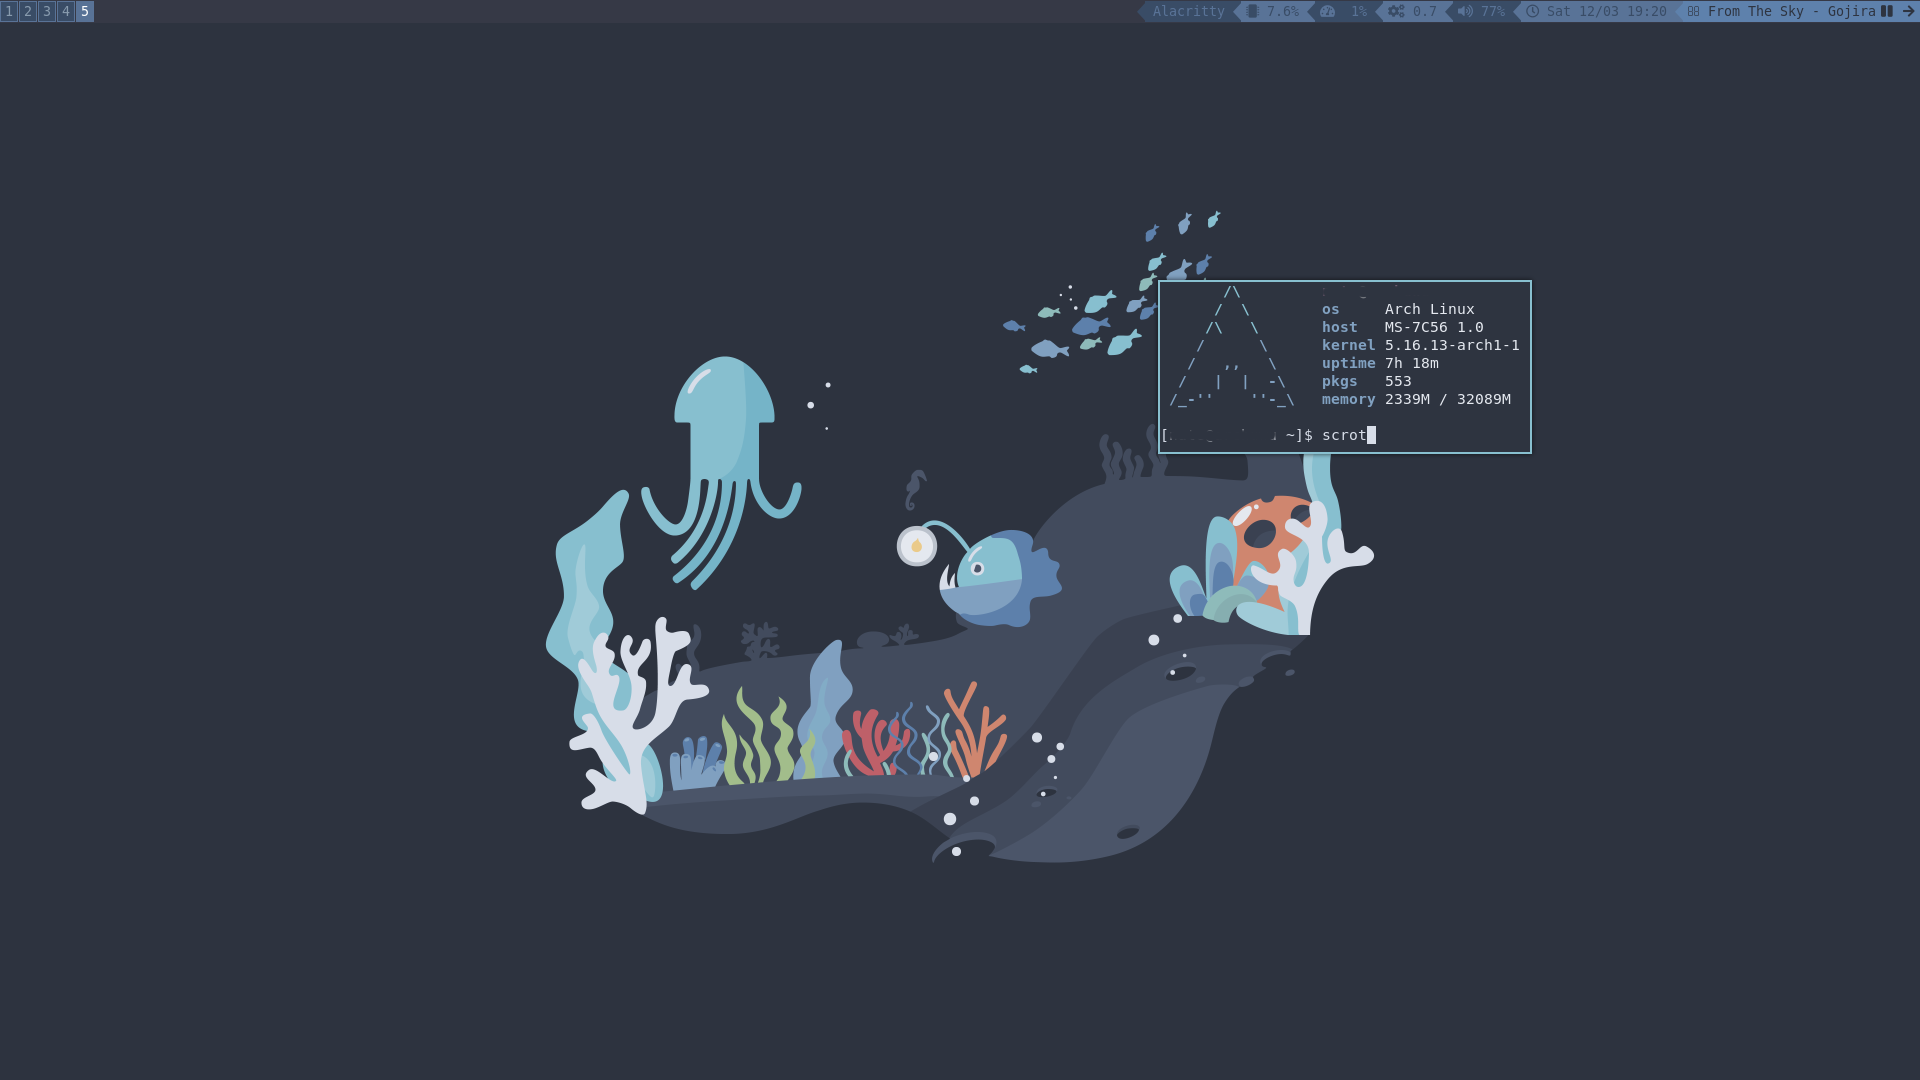 1 2 3 4 5
Alacritty 7.6% 1% 0.7 77% Sat 12/03 19:20 From The Sky - Gojira
os Arch Linux
host MS-7C56 1.0
kernel 5.16.13-arch1-1
uptime 7h 18m
pkgs 553
memory 2339M / 32089M
[ ~]$ scrot